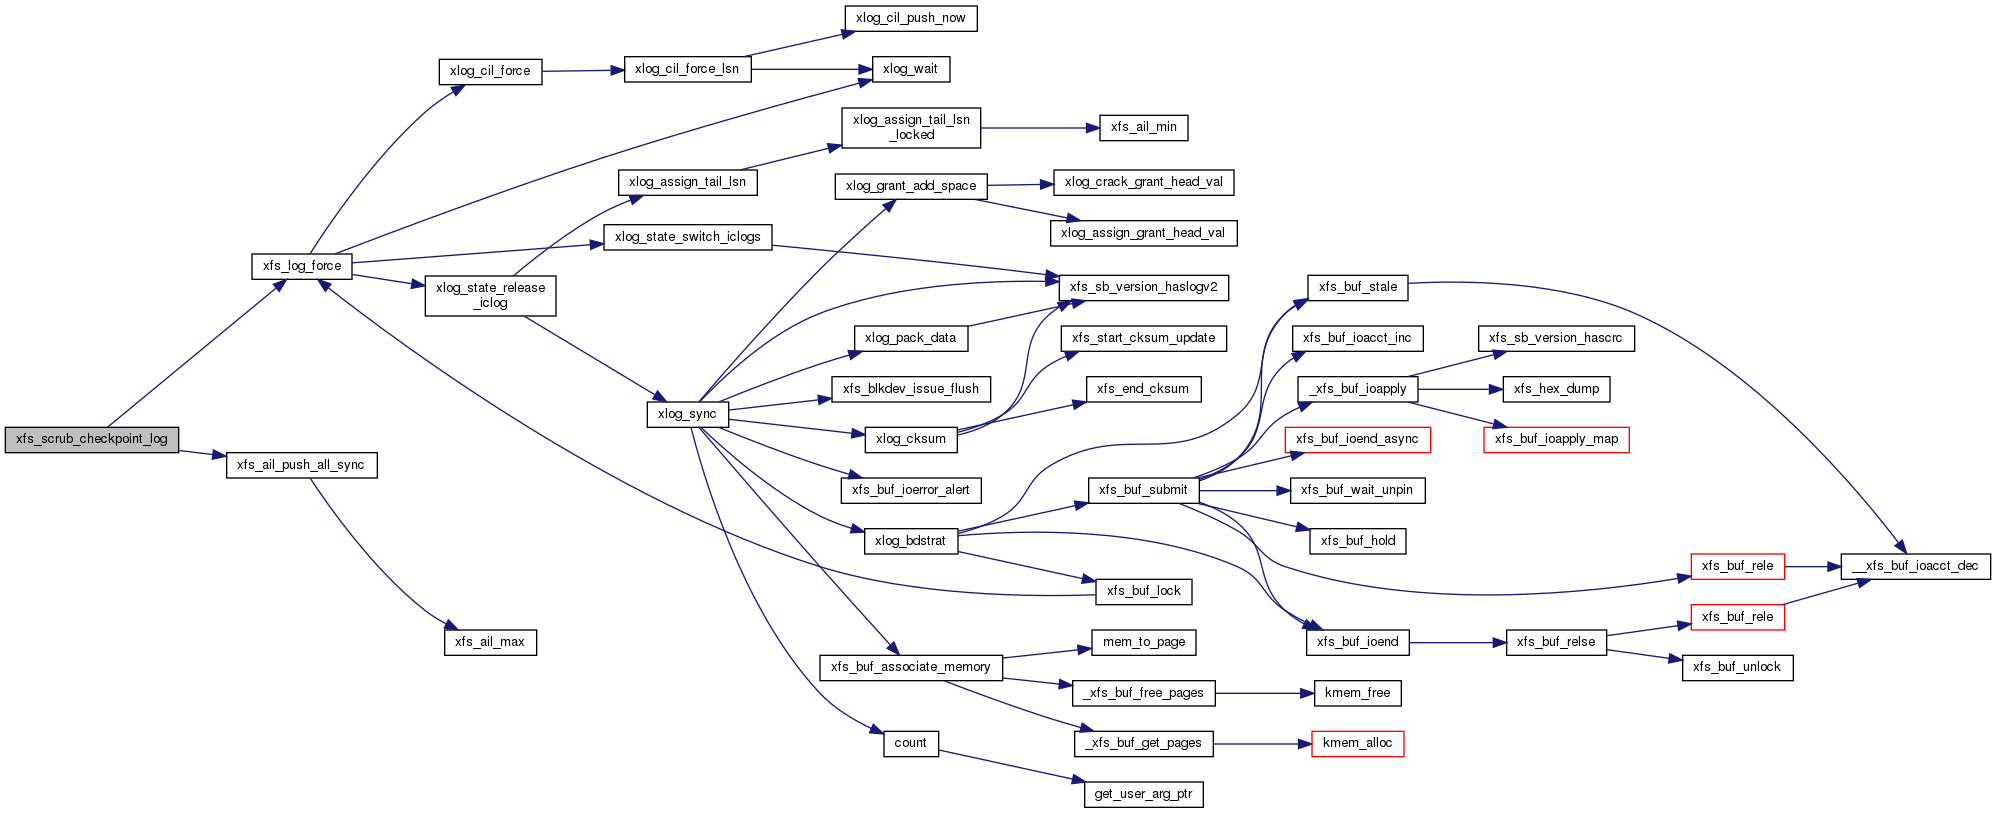 xlog_cil_push_now
xlog_cil_force
xlog_cil_force_lsn
xlog_wait
xlog_assign_tail_lsn
_locked
xfs_ail_min
xlog_assign_tail_lsn
xlog_grant_add_space
xlog_crack_grant_head_val
xlog_assign_grant_head_val
xlog_state_switch_iclogs
xfs_log_force
xlog_state_release
_iclog
xfs_sb_version_haslogv2
xfs_buf_stale
xlog_pack_data
xfs_start_cksum_update
xfs_buf_ioacct_inc
xfs_sb_version_hascrc
xfs_blkdev_issue_flush
xfs_end_cksum
_xfs_buf_ioapply
xfs_hex_dump
xlog_sync
xfs_scrub_checkpoint_log
xlog_cksum
xfs_buf_ioend_async
xfs_buf_ioapply_map
xfs_ail_push_all_sync
xfs_buf_ioerror_alert
xfs_buf_submit
xfs_buf_wait_unpin
xlog_bdstrat
xfs_buf_hold
xfs_buf_rele
__xfs_buf_ioacct_dec
xfs_buf_lock
xfs_buf_rele
xfs_ail_max
mem_to_page
xfs_buf_ioend
xfs_buf_relse
xfs_buf_associate_memory
xfs_buf_unlock
_xfs_buf_free_pages
kmem_free
count
_xfs_buf_get_pages
kmem_alloc
get_user_arg_ptr